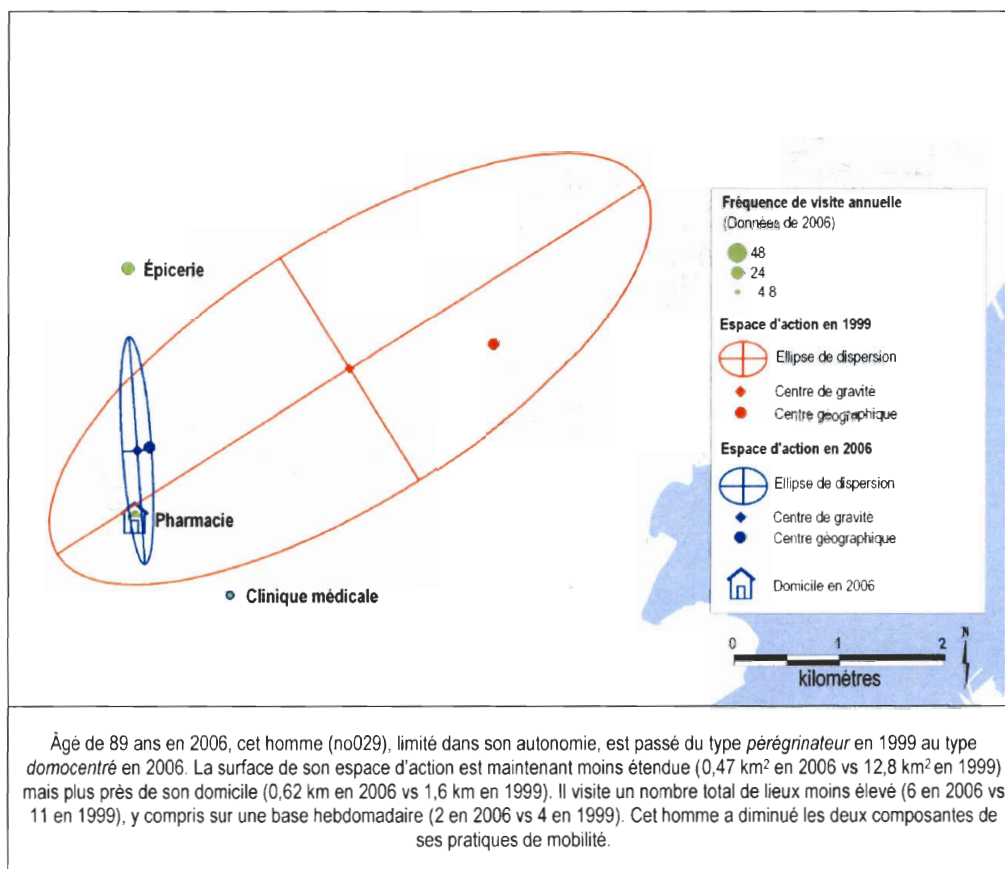 Épicerie
Pharmacie
Clinique médicale
Fréquence de visite annuelle
(Données de 2006)
48
24
4 8
Espace d'action en 1999
Ellipse de dispersion
Centre de gravité
Centre géographique
Espace d'action en 2006
Ellipse de dispersion
Centre de gravité
Centre géographique
Domicile en 2006
0 1 2
N
kilomètres
Âgé de 89 ans en 2006, cet homme (no029), limité dans son autonomie, est passé du type pérégrinateur en 1999 au type
domocentré en 2006. La surface de son espace d'action est maintenant moins étendue (0,47 km² en 2006 vs 12,8 km² en 1999)
mais plus près de son domicile (0,62 km en 2006 vs 1,6 km en 1999). Il visite un nombre total de lieux moins élevé (6 en 2006 vs
11 en 1999), y compris sur une base hebdomadaire (2 en 2006 vs 4 en 1999). Cet homme a diminué les deux composantes de
ses pratiques de mobilité.